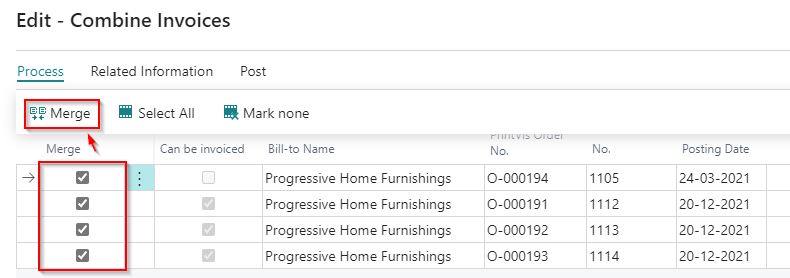 Edit - Combine Invoices
Process Related Information Post
Merge Select All Mark none
Merge Can be invoiced Bill-to Name PrintVis Order No. No. Posting Date
Progressive Home Furnishings O-000194 1105 24-03-2021
Progressive Home Furnishings O-000191 1112 20-12-2021
Progressive Home Furnishings O-000192 1113 20-12-2021
Progressive Home Furnishings O-000193 1114 20-12-2021